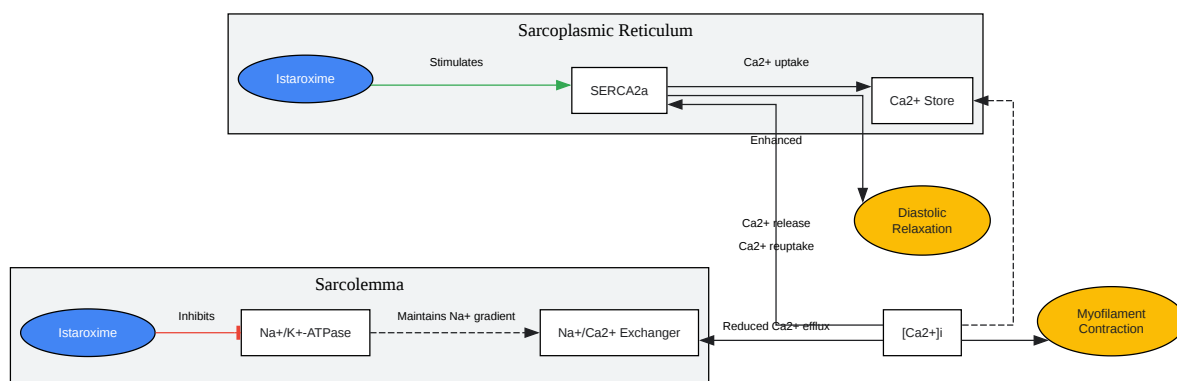 Sarcoplasmic Reticulum
Istaroxime
Stimulates
SERCA2a
Ca2+ uptake
Ca2+ Store
Enhanced
Diastolic
Relaxation
Ca2+ release
Ca2+ reuptake
Sarcolemma
Istaroxime
Inhibits
Na+/K+-ATPase
Maintains Na+ gradient
Na+/Ca2+ Exchanger
Reduced Ca2+ efflux
[Ca2+]i
Myofilament
Contraction